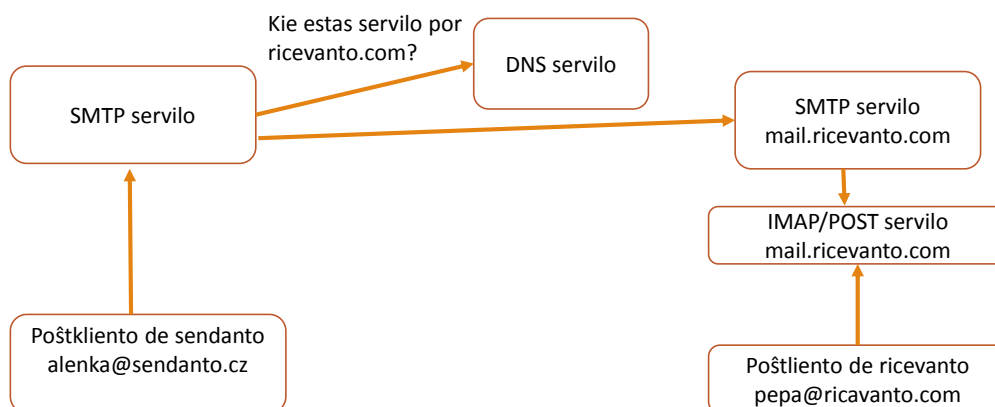 Kie estas servilo por
ricevanto.com?
DNS servilo
SMTP servilo
SMTP servilo
mail.ricevanto.com
IMAP/POST servilo
mail.ricevanto.com
Poŝtkliento de sendanto
alenka@sendanto.cz
Poŝtliento de ricevanto
pepa@ricavanto.com